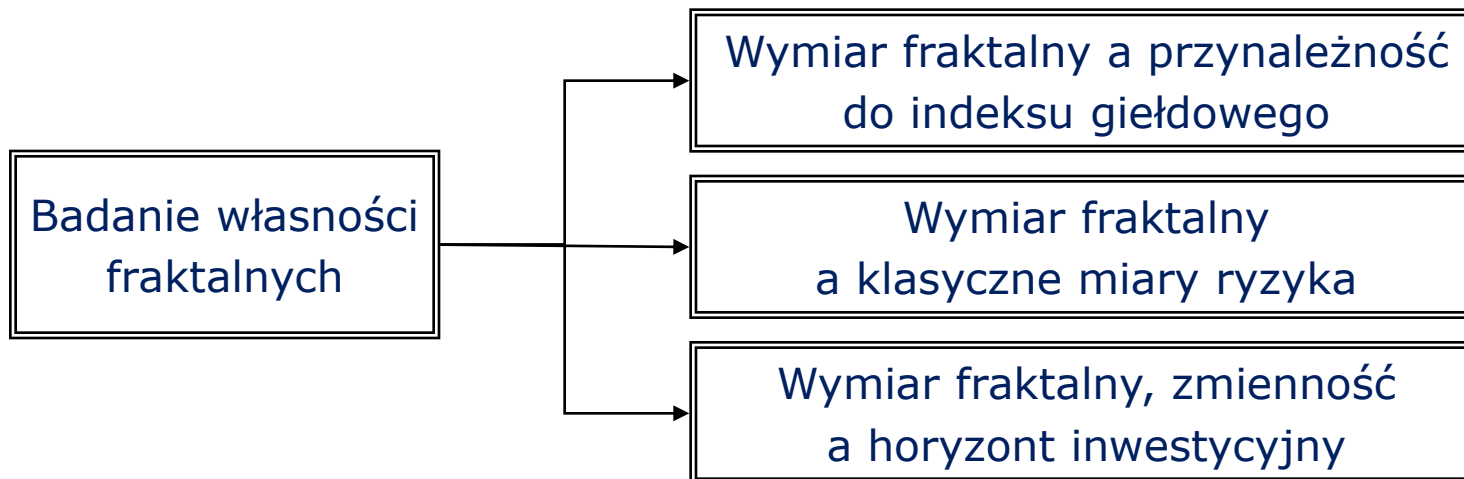 Badanie własności
fraktalnych
Wymiar fraktalny a przynależność
do indeksu giełdowego
Wymiar fraktalny
a klasyczne miary ryzyka
Wymiar fraktalny, zmienność
a horyzont inwestycyjny